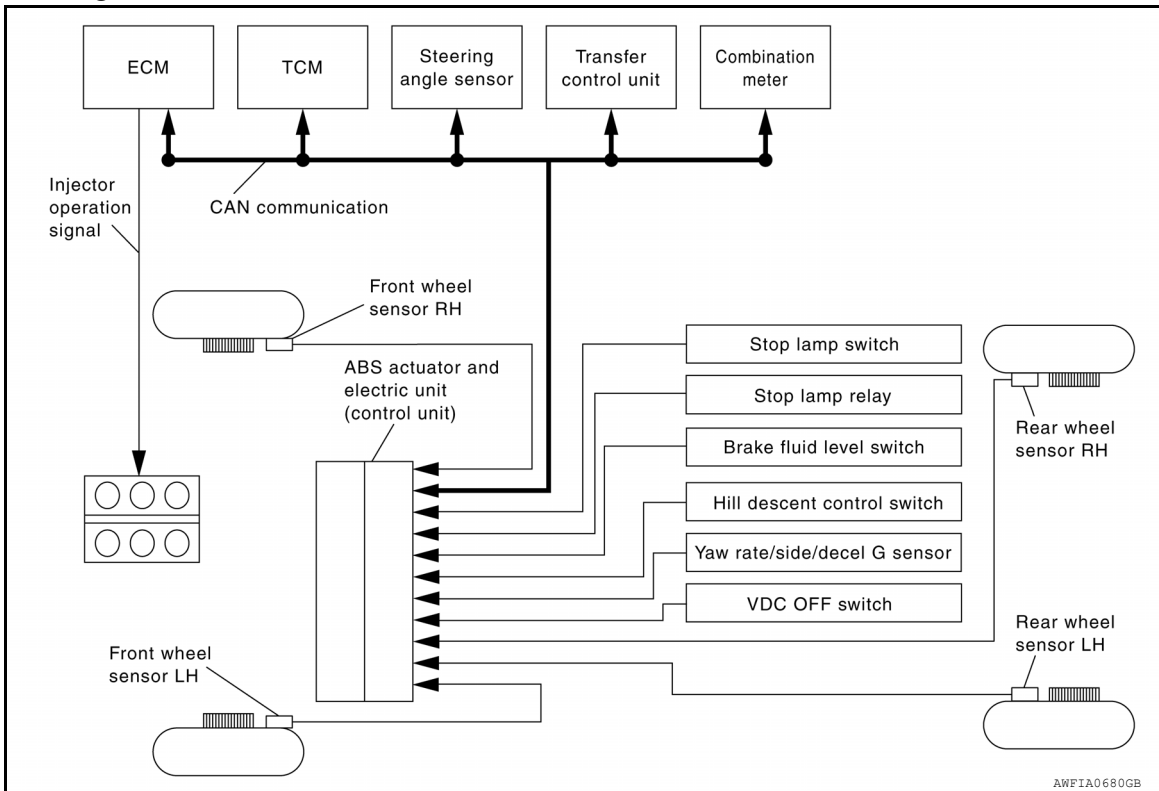 ECM
TCM
Steering
angle sensor
Transfer
control unit
Combination
meter
Injector
operation
signal
CAN communication
Front wheel
sensor RH
ABS actuator and
electric unit
(control unit)
Stop lamp switch
Stop lamp relay
Brake fluid level switch
Hill descent control switch
Yaw rate/side/decel G sensor
VDC OFF switch
Rear wheel
sensor RH
Rear wheel
sensor LH
Front wheel
sensor LH
AWFIA0680GB